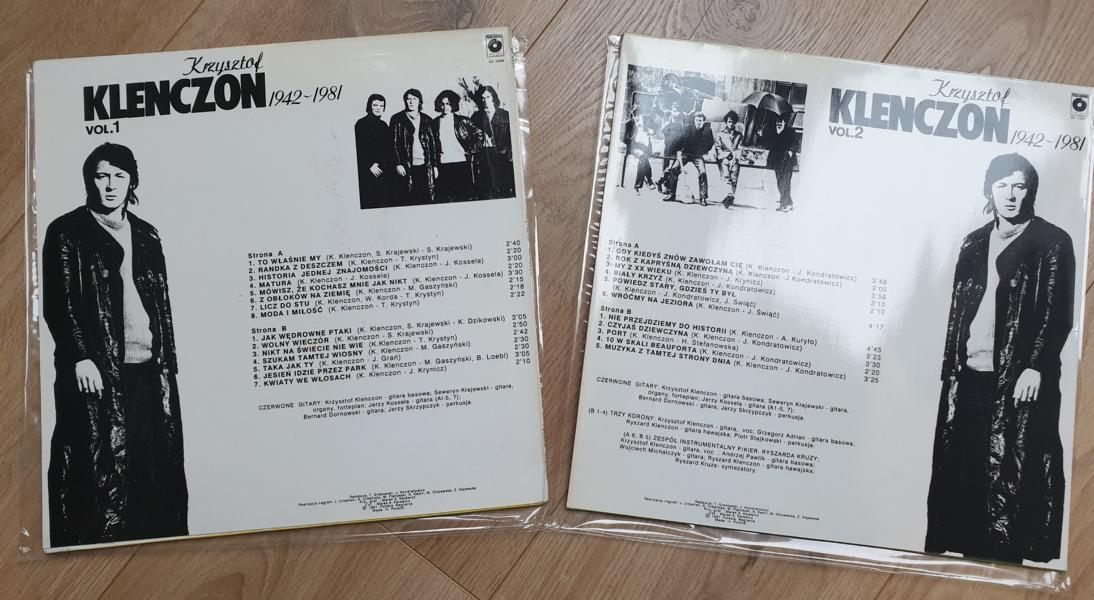 Krzysztof
KLENCZON 1942~1981
VOL.1
Strona A
1. TO WŁAŚNIE MY (K. Klenczon, S. Krajewski - S. Krajewski) 2'40
2. RANDKA Z DESZCZEM (K. Klenczon - T. Krystyn) 2'20
3. HISTORIA JEDNEJ ZNAJOMOŚCI (K. Klenczon - J. Kossela) 3'00
4. MATURA (K. Klenczon - J. Kossela) 2'20
5. MÓWISZ, ŻE KOCHASZ MNIE JAK NIKT (K. Klenczon - J. Kossela) 3'30
6. Z OBŁOKÓW NA ZIEMIĘ (K. Klenczon - M. Gaszyński) 2'15
7. LICZ DO STU (K. Klenczon, W. Korda - T. Krystyn) 2'18
8. MODA I MIŁOŚĆ (K. Klenczon - T. Krystyn) 2'22
Strona B
1. JAK WĘDROWNE PTAKI (K. Klenczon, S. Krajewski - K. Dzikowski) 3'05
2. WOLNY WIECZÓR (K. Klenczon - S. Krajewski) 2'50
3. NIKT NA ŚWIECIE NIE WIE (K. Klenczon - T. Krystyn) 2'42
4. SZUKAM TAMTEJ WIOSNY (K. Klenczon - M. Gaszyński) 2'30
5. TAKA JAK TY (K. Klenczon - J. Gran) 2'30
6. JESIEŃ IDZIE PRZEZ PARK (K. Klenczon - M. Gaszyński, B. Loebl) 3'05
7. KWIATY WE WŁOSACH (K. Klenczon - J. Krynicz) 2'10
CZERWONE GITARY: Krzysztof Klenczon - gitara basowa; Seweryn Krajewski - gitara,
organy, fortepian; Jerzy Kossela - gitara (A1-5, 7);
Bernard Dornowski - gitara; Jerzy Skrzypczyk - perkusja.
Made in Poland
Krzysztof
KLENCZON 1942~1981
VOL.2
Strona A
1. GDY KIEDYŚ ZNÓW ZAWOŁAM CIĘ (K. Klenczon - J. Kondratowicz) 3'48
2. ROK Z KAPRYŚNĄ DZIEWCZYNĄ (K. Klenczon - J. Kondratowicz) 2'00
3. MY Z XX WIEKU (K. Klenczon - J. Krynicz) 3'58
4. BIAŁY KRZYŻ (K. Klenczon - J. Kondratowicz) 3'10
5. POWIEDZ STARY, GDZIEŚ TY BYŁ 2'10
(K. Klenczon - J. Kondratowicz, J. Świąć)
6. WRÓĆMY NA JEZIORA (K. Klenczon - J. Świąć) 4'17
Strona B
1. NIE PRZEJDZIEMY DO HISTORII (K. Klenczon - A. Kuryło) 4'45
2. CZYJAŚ DZIEWCZYNA (K. Klenczon - J. Kondratowicz) 3'23
3. PORT (K. Klenczon - H. Stefanowska) 3'30
4. 10 W SKALI BEAUFORTA (K. Klenczon - J. Kondratowicz) 2'20
5. MUZYKA Z TAMTEJ STRONY DNIA (K. Klenczon - J. Kondratowicz) 3'25
CZERWONE GITARY: Krzysztof Klenczon - gitara basowa; Seweryn Krajewski - gitara,
organy, fortepian; Jerzy Kossela - gitara (A1-5, 7);
Bernard Dornowski - gitara; Jerzy Skrzypczyk - perkusja.
(B 1-4) TRZY KORONY: Krzysztof Klenczon - gitara, voc; Grzegorz Adrian - gitara basowa;
Ryszard Klenczon - gitara hawajska; Piotr Stajkowski - perkusja
(A 6; B 5) ZESPÓŁ INSTRUMENTALNY P/KIER. RYSZARDA KRUZY:
Krzysztof Klenczon - gitara, voc.; Andrzej Pawlik - gitara basowa;
Wojciech Michalczyk - gitara; Ryszard Klenczon - gitara hawajska;
Ryszard Kruza- syntezatory.
Made in Poland